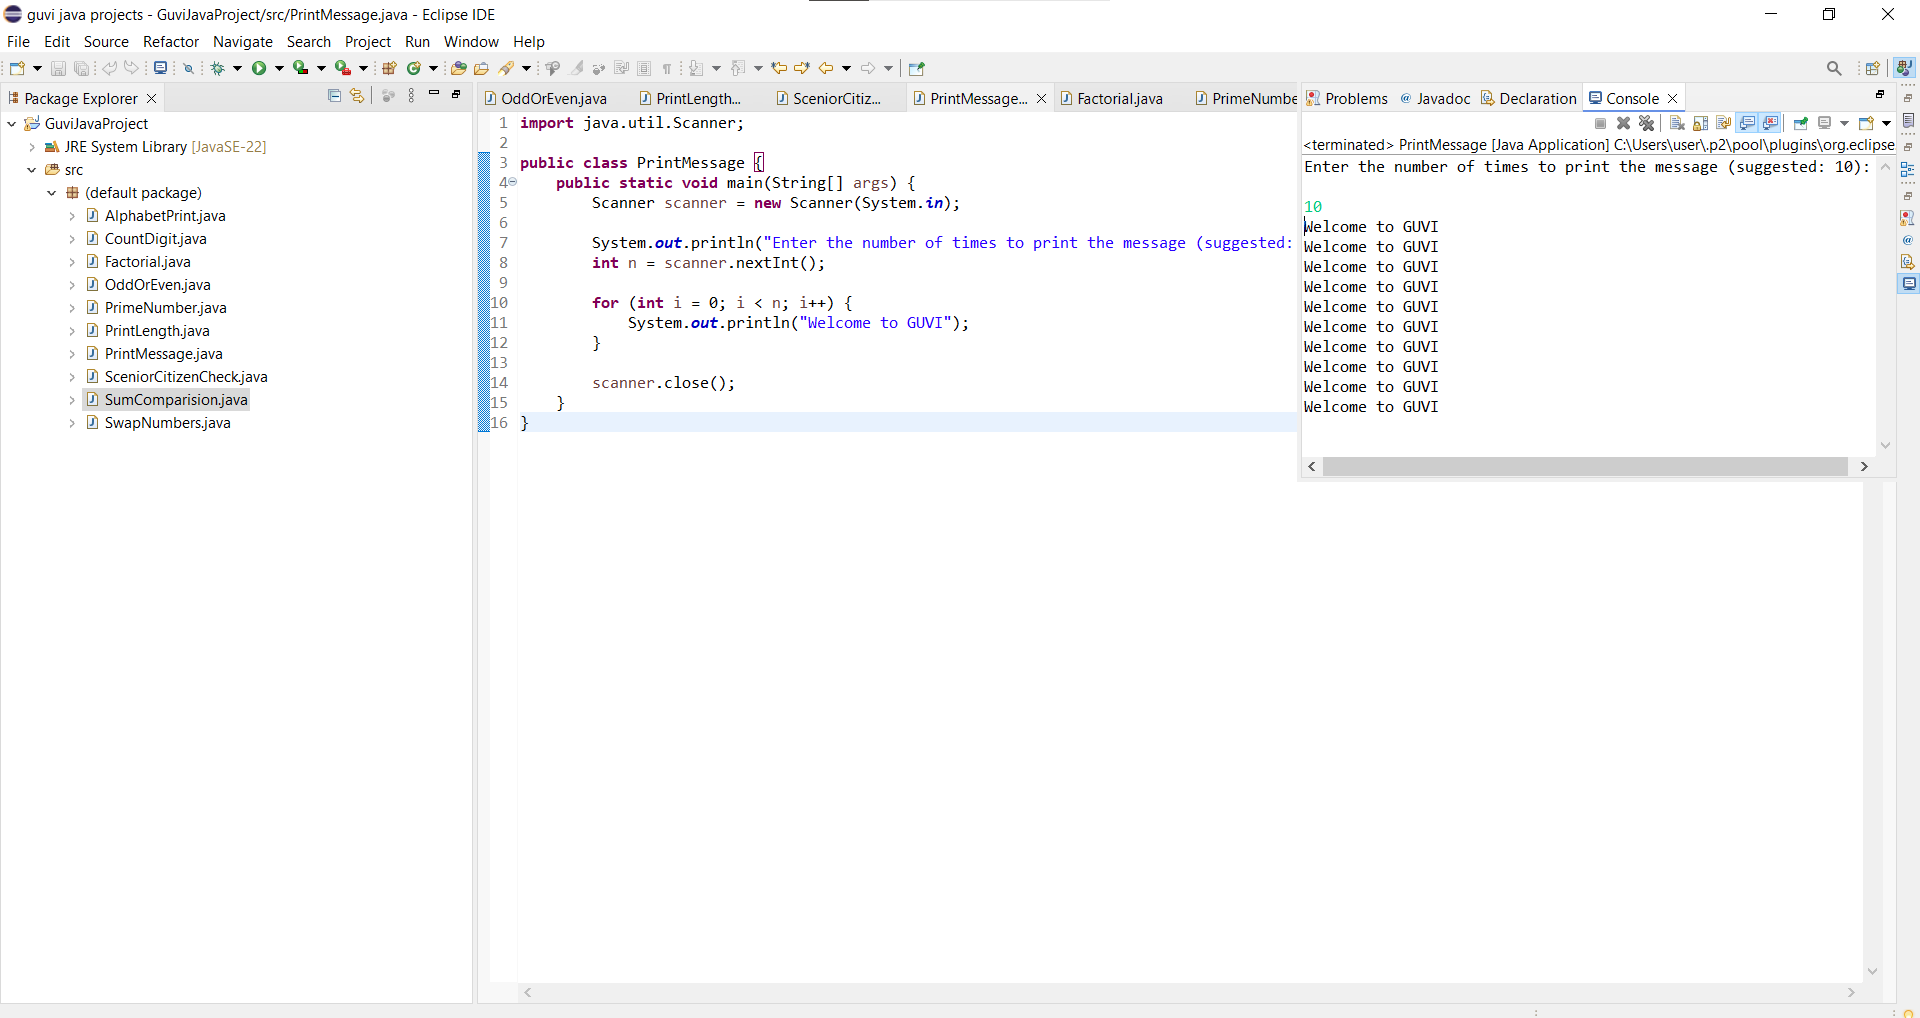 guvi java projects - GuviJavaProject/src/PrintMessage.java - Eclipse IDE
File Edit Source Refactor Navigate Search Project Run Window Help
Package Explorer
GuviJavaProject
JRE System Library [JavaSE-22]
src
(default package)
AlphabetPrint.java
CountDigit.java
Factorial.java
OddOrEven.java
PrimeNumber.java
PrintLength.java
PrintMessage.java
SceniorCitizenCheck.java
SumComparision.java
SwapNumbers.java
OddOrEven.java PrintLength... SceniorCitiz... PrintMessage... Factorial.java PrimeNumbe
1 import java.util.Scanner;
2
3 public class PrintMessage {
4 public static void main(String[] args) {
5 Scanner scanner = new Scanner(System.in);
6
7 System.out.println("Enter the number of times to print the message (suggested:
8 int n = scanner.nextInt();
9
10 for (int i = 0; i < n; i++) {
11 System.out.println("Welcome to GUVI");
12 }
13
14 scanner.close();
15 }
16 }
Problems Javadoc Declaration Console
<terminated> PrintMessage [Java Application] C:\Users\user\.p2\pool\plugins\org.eclipse
Enter the number of times to print the message (suggested: 10):
10
Welcome to GUVI
Welcome to GUVI
Welcome to GUVI
Welcome to GUVI
Welcome to GUVI
Welcome to GUVI
Welcome to GUVI
Welcome to GUVI
Welcome to GUVI
Welcome to GUVI